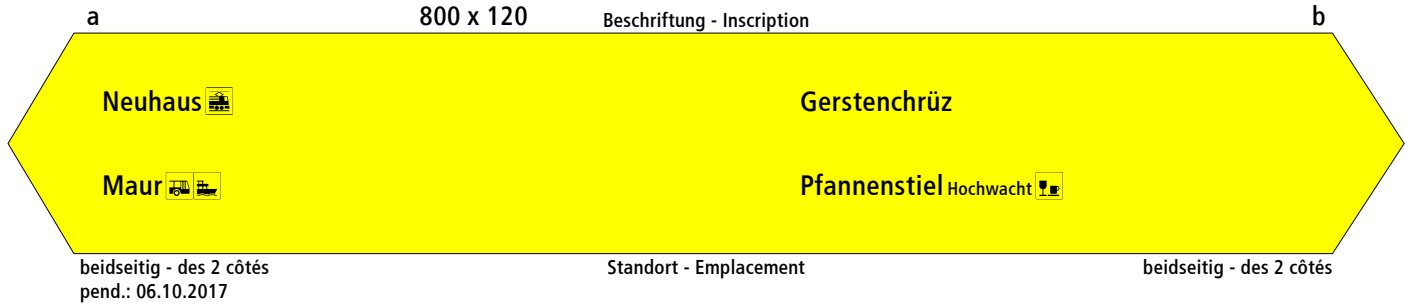 a 800 x 120 Beschriftung - Inscription b
Neuhaus Gerstenchrüz
Maur Pfannenstiel Hochwacht
beidseitig - des 2 côtés Standort - Emplacement beidseitig - des 2 côtés
pend.: 06.10.2017